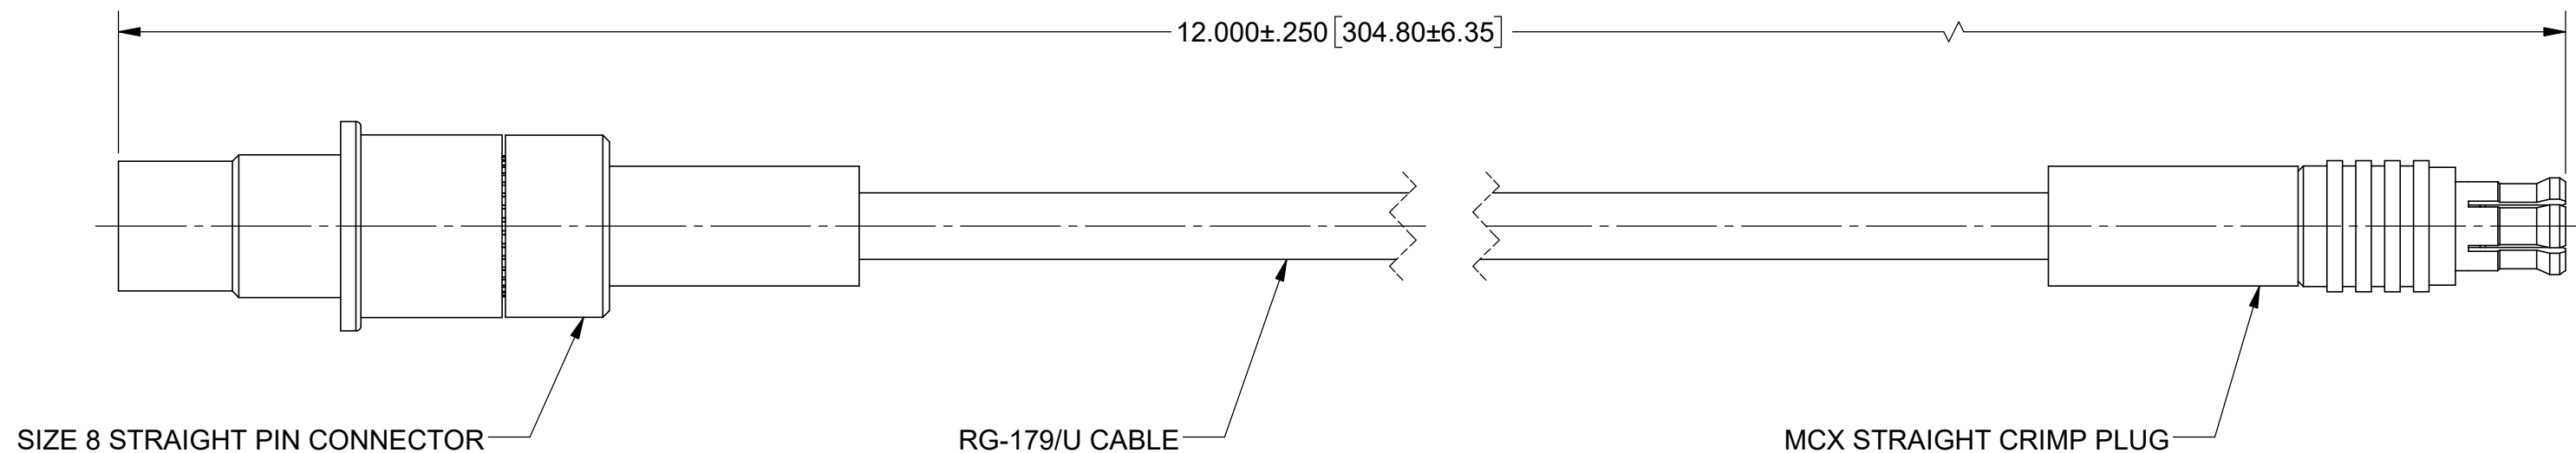 12.000±.250[304.80±6.35]
SIZE 8 STRAIGHT PIN CONNECTOR
RG-179/U CABLE
MCX STRAIGHT CRIMP PLUG